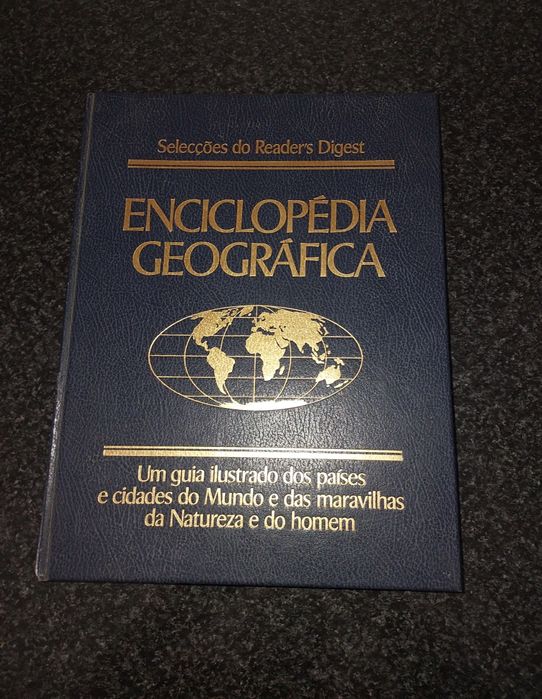 Selecções do Reader's Digest
ENCICLOPÉDIA
GEOGRÁFICA
Um guia ilustrado dos países
e cidades do Mundo e das maravilhas
da Natureza e do homem